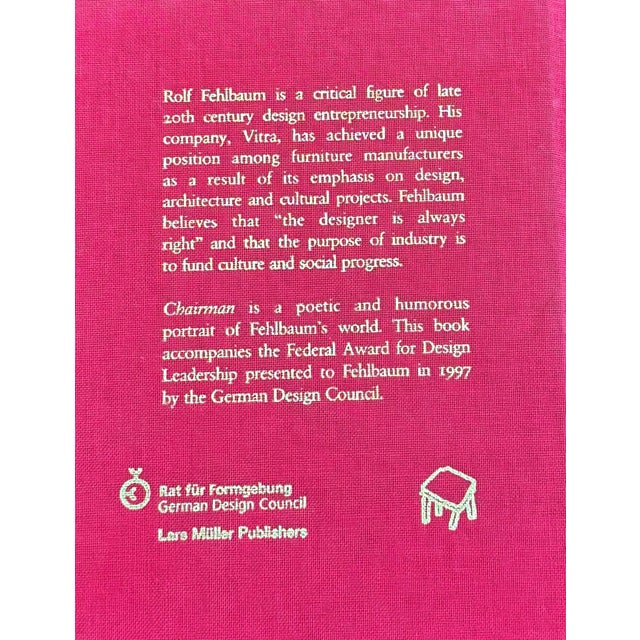 Rolf Fehlbaum is a critical figure of late
20th century design entrepreneurship. His
company, Vitra, has achieved a unique
position among furniture manufacturers
as a result of its emphasis on design,
architecture and cultural projects. Fehlbaum
believes that “the designer is always
right” and that the purpose of industry is
to fund culture and social progress.
Chairman is a poetic and humorous
portrait of Fehlbaum's world. This book
accompanies the Federal Award for Design
Leadership presented to Fehlbaum in 1997
by the German Design Council.
Rat für Formgebung
German Design Council
Lars Müller Publishers